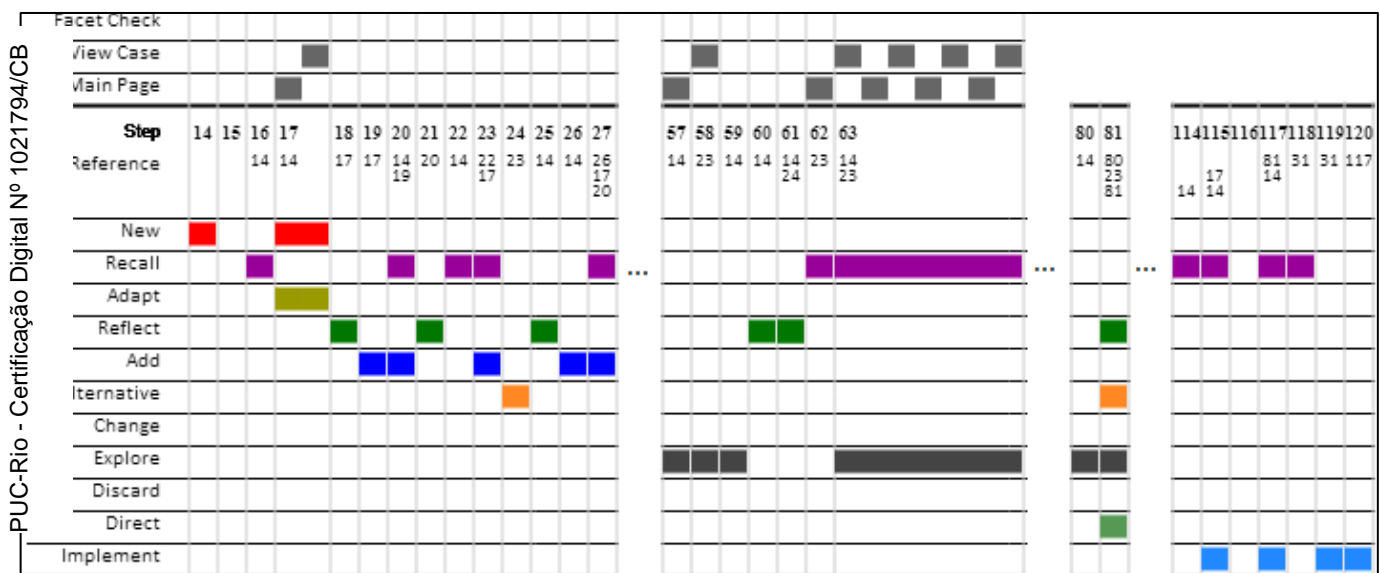 PUC-Rio - Certificação Digital Nº 1021794/CB
Facet Check
View Case
Main Page
Step 14 15 16 17 18 19 20 21 22 23 24 25 26 27 57 58 59 60 61 62 63 80 81 114 115 116 117 118 119 120
Reference 14 14 17 17 14 20 14 22 23 14 14 26 14 23 14 14 14 23 14 14 80 81 31 31 117
19 17 17 24 23 23 17 14
20 81 14 14
New
Recall ... ... ...
Adapt
Reflect
Add
lternative
Change
Explore
Discard
Direct
Implement